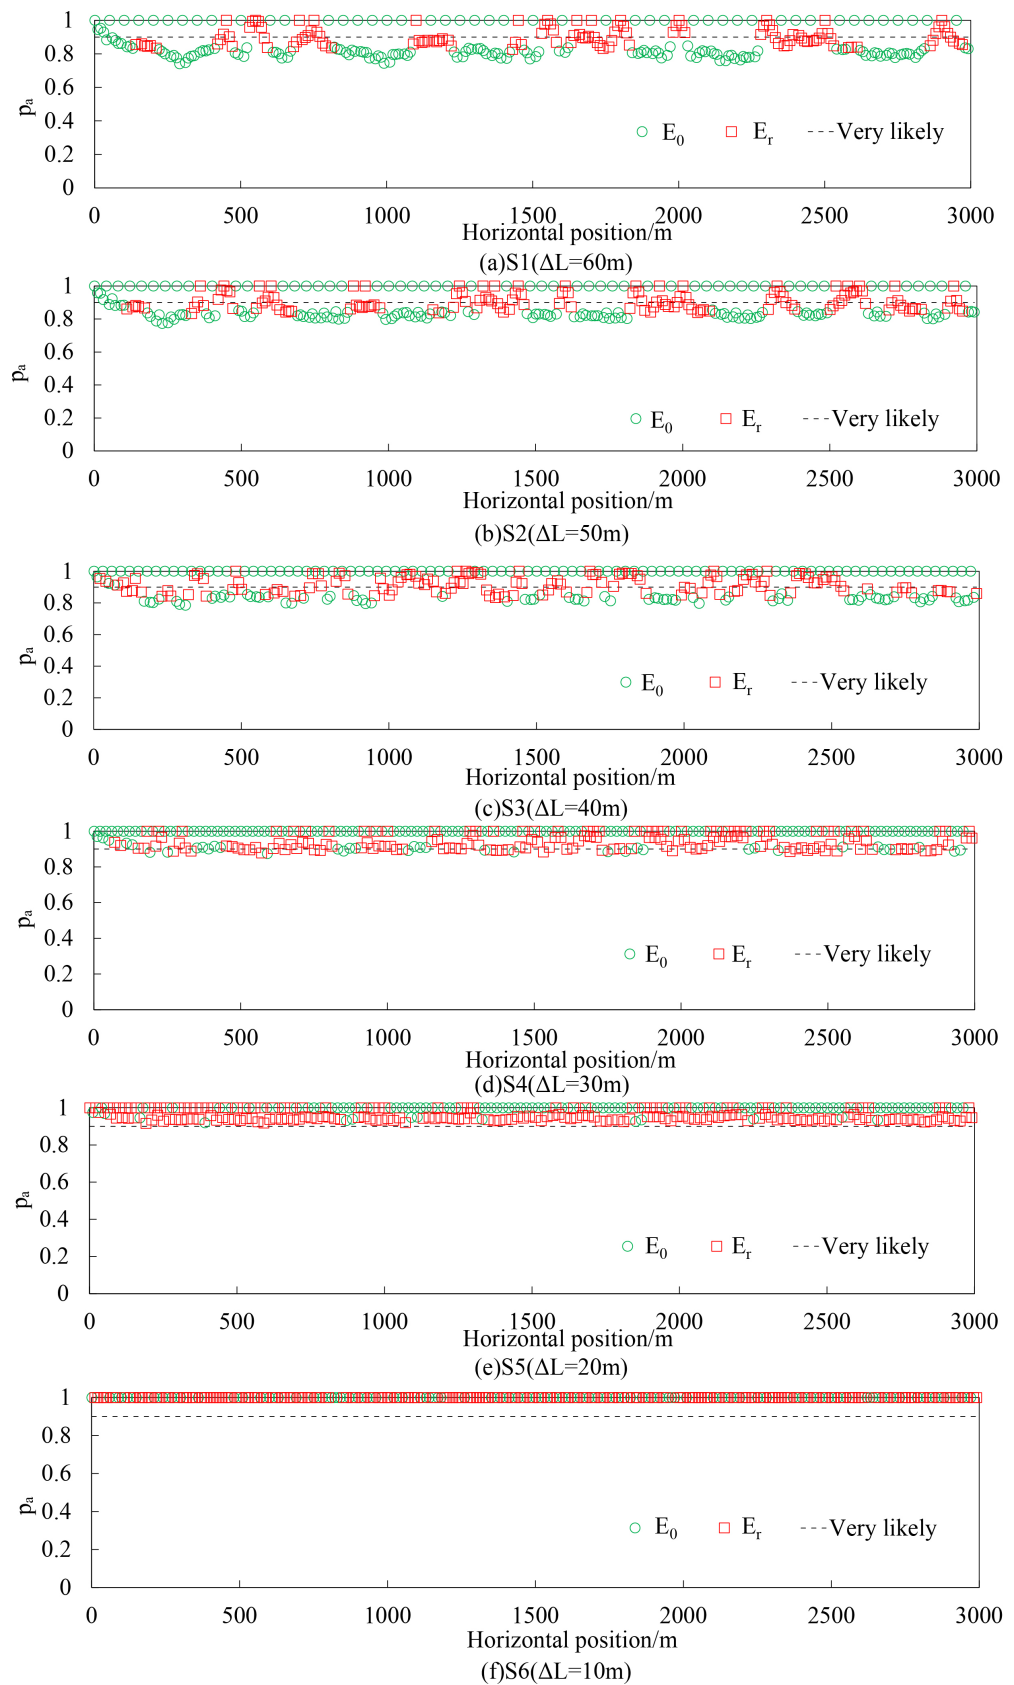 1
0.8
0.6
pa
0.4
E0 Er Very likely
0.2
0
0 500 1000 1500 2000 2500 3000
Horizontal position/m
(a)S1(ΔL=60m)
1
0.8
0.6
pa
0.4
E0 Er Very likely
0.2
0
0 500 1000 1500 2000 2500 3000
Horizontal position/m
(b)S2(ΔL=50m)
1
0.8
0.6
pa
0.4
E0 Er Very likely
0.2
0
0 500 1000 1500 2000 2500 3000
Horizontal position/m
(c)S3(ΔL=40m)
1
0.8
0.6
pa
0.4
E0 Er Very likely
0.2
0
0 500 1000 1500 2000 2500 3000
Horizontal position/m
(d)S4(ΔL=30m)
1
0.8
0.6
pa
0.4
E0 Er Very likely
0.2
0
0 500 1000 1500 2000 2500 3000
Horizontal position/m
(e)S5(ΔL=20m)
1
0.8
0.6
pa
0.4
E0 Er Very likely
0.2
0
0 500 1000 1500 2000 2500 3000
Horizontal position/m
(f)S6(ΔL=10m)